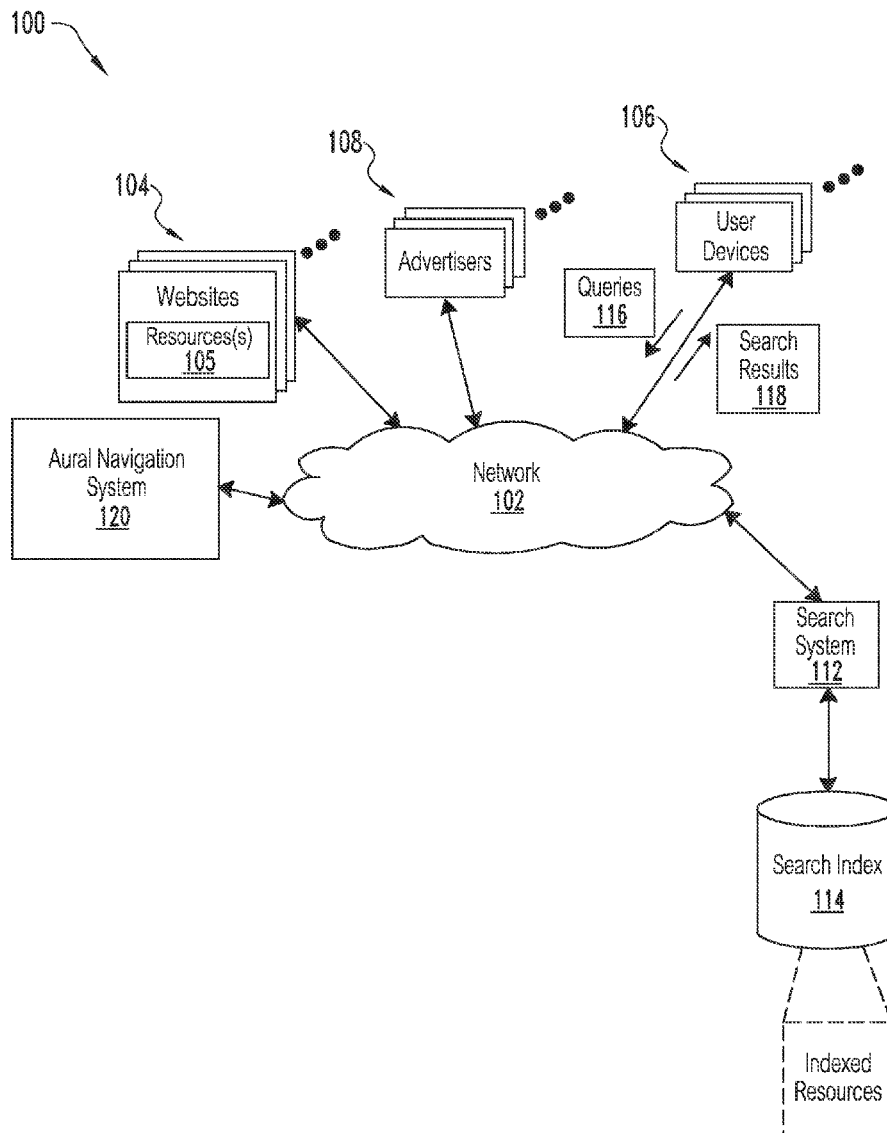 100
104
108
106
Websites
Resources(s)
105
Advertisers
User
Devices
Queries
116
Search
Results
118
Aural Navigation
System
120
Network
102
Search
System
112
Search Index
114
Indexed
Resources